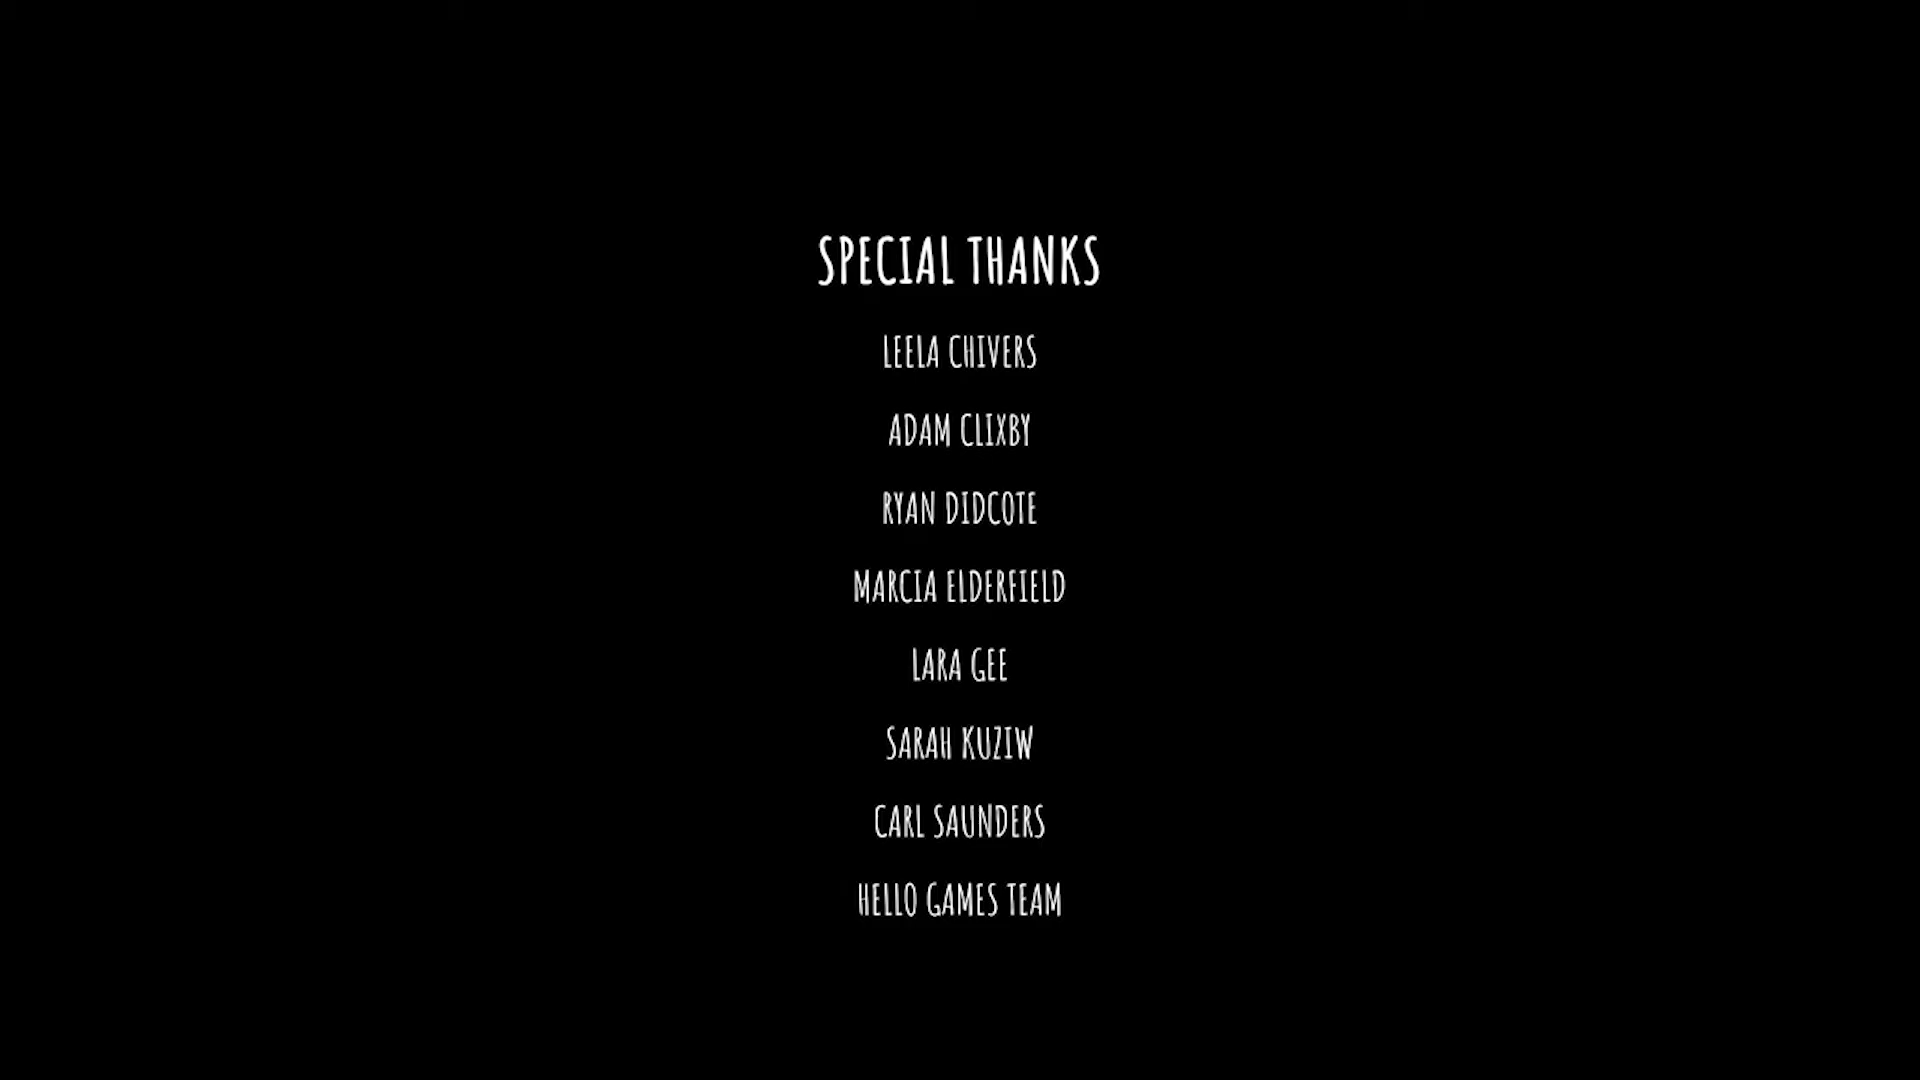 SPECIAL THANKS
LEELA CHIVERS
ADAM CLIXBY
RYAN DIDCOTE
MARCIA ELDERFIELD
LARA GEE
SARAH KUZIW
CARL SAUNDERS
HELLO GAMES TEAM